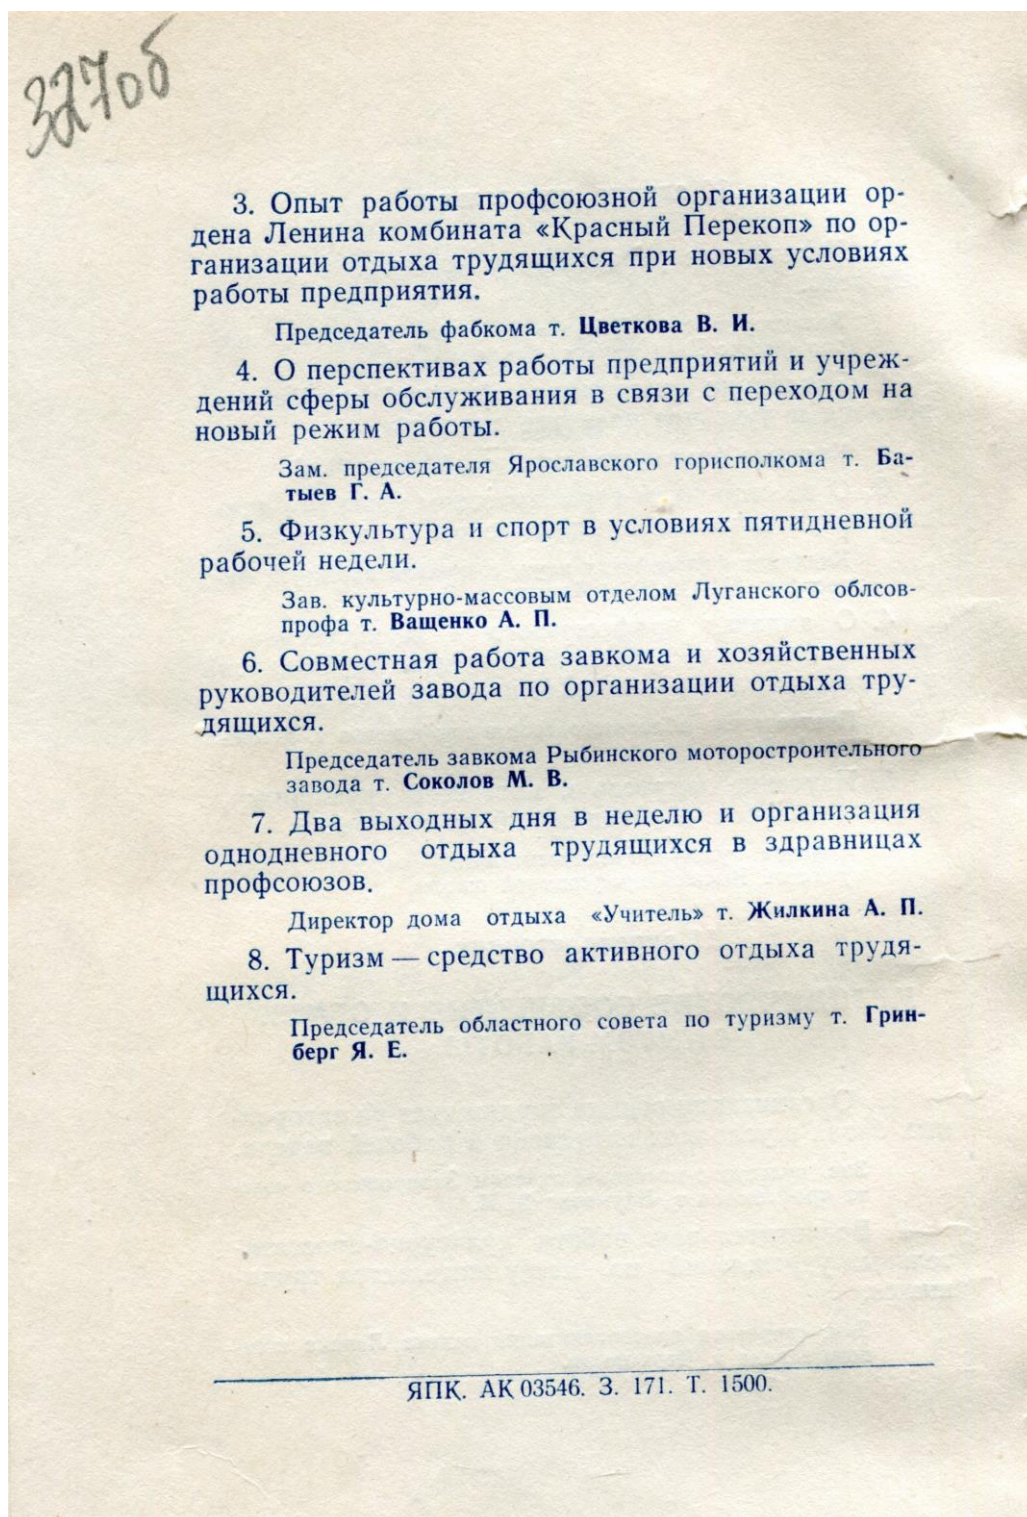 327об
3. Опыт работы профсоюзной организации ор-
дена Ленина комбината «Красный Перекоп» по ор-
ганизации отдыха трудящихся при новых условиях
работы предприятия.
Председатель фабкома т. Цветкова В. И.
4. О перспективах работы предприятий и учреж-
дений сферы обслуживания в связи с переходом на
новый режим работы.
Зам. председателя Ярославского горисполкома т. Ба-
тыев Г. А.
5. Физкультура и спорт в условиях пятидневной
рабочей недели.
Зав. культурно-массовым отделом Луганского облсов-
профа т. Ващенко А. П.
6. Совместная работа завкома и хозяйственных
руководителей завода по организации отдыха тру-
дящихся.
Председатель завкома Рыбинского моторостроительного
завода т. Соколов М. В.
7. Два выходных дня в неделю и организация
однодневного отдыха трудящихся в здравницах
профсоюзов.
Директор дома отдыха «Учитель» т. Жилкина А. П.
8. Туризм — средство активного отдыха трудя-
щихся.
Председатель областного совета по туризму т. Грин-
берг Я. Е.
ЯПК. АК 03546. З. 171. Т. 1500.